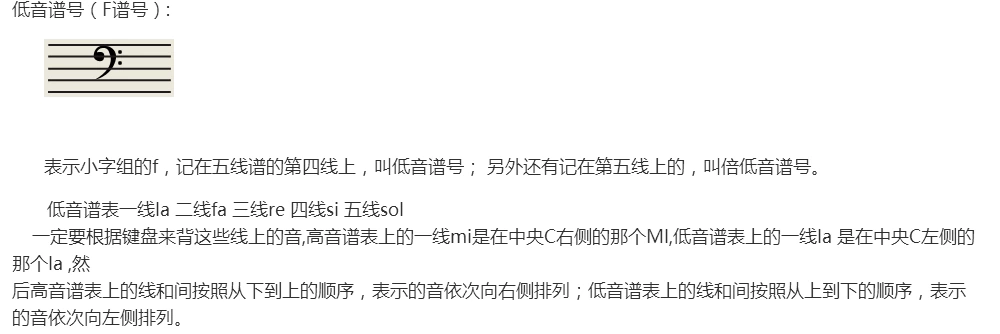 低音谱号（F谱号）：
表示小字组的f，记在五线谱的第四线上，叫低音谱号； 另外还有记在第五线上的，叫倍低音谱号。
低音谱表一线la 二线fa 三线re 四线si 五线sol
一定要根据键盘来背这些线上的音,高音谱表上的一线mi是在中央C右侧的那个MI,低音谱表上的一线la 是在中央C左侧的
那个la ,然
后高音谱表上的线和间按照从下到上的顺序，表示的音依次向右侧排列；低音谱表上的线和间按照从上到下的顺序，表示
的音依次向左侧排列。